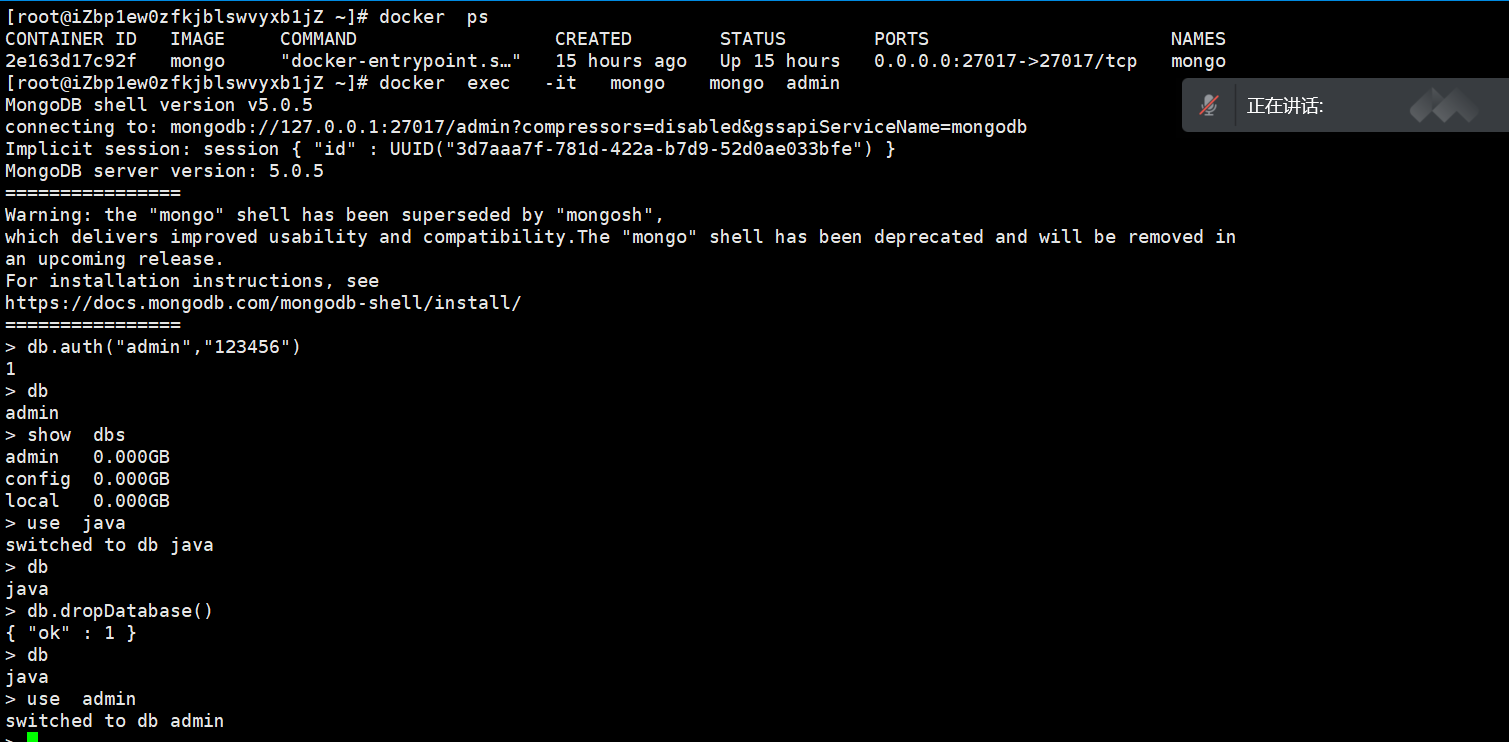 [root@iZbp1ew0zfkjblswvyxb1jZ ~]# docker  ps
CONTAINER ID   IMAGE     COMMAND                  CREATED        STATUS        PORTS                      NAMES
2e163d17c92f   mongo     "docker-entrypoint.s…"   15 hours ago   Up 15 hours   0.0.0.0:27017->27017/tcp   mongo
[root@iZbp1ew0zfkjblswvyxb1jZ ~]# docker  exec   -it   mongo    mongo  admin
MongoDB shell version v5.0.5
正在讲话:
connecting to: mongodb://127.0.0.1:27017/admin?compressors=disabled&gssapiServiceName=mongodb
Implicit session: session { "id" : UUID("3d7aaa7f-781d-422a-b7d9-52d0ae033bfe") }
MongoDB server version: 5.0.5
================
Warning: the "mongo" shell has been superseded by "mongosh",
which delivers improved usability and compatibility.The "mongo" shell has been deprecated and will be removed in
an upcoming release.
For installation instructions, see
https://docs.mongodb.com/mongodb-shell/install/
================
> db.auth("admin","123456")
1
> db
admin
> show  dbs
admin   0.000GB
config  0.000GB
local   0.000GB
> use  java
switched to db java
> db
java
> db.dropDatabase()
{ "ok" : 1 }
> db
java
> use  admin
switched to db admin
>